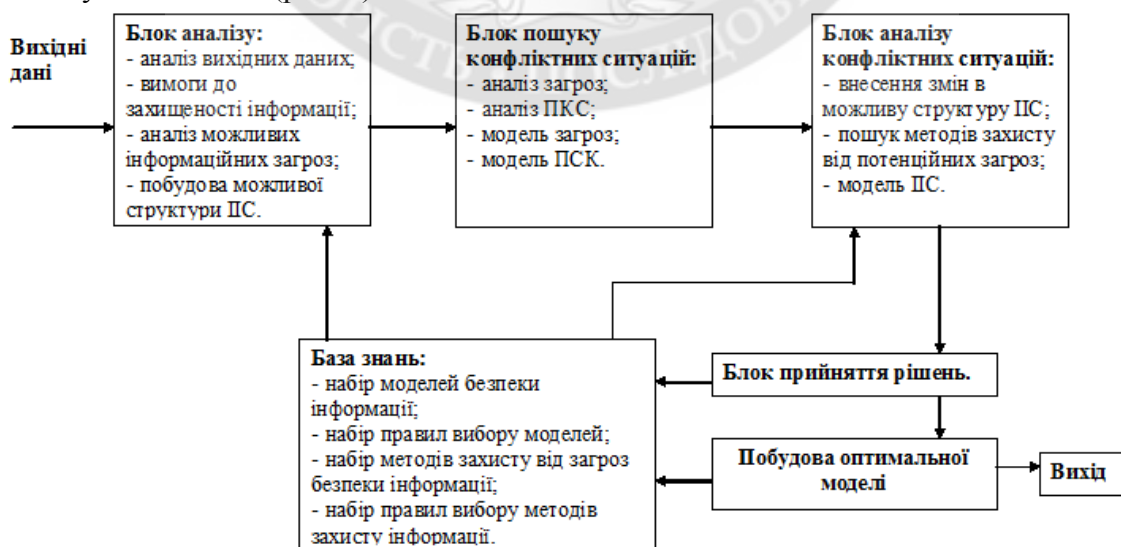 Вихідні
дані
Блок аналізу:
- аналіз вихідних даних;
- вимоги до
захищеності інформації;
- аналіз можливих
інформаційних загроз;
- побудова можливої
структури ПС.
Блок пошуку
конфліктних ситуацій:
- аналіз загроз;
- аналіз ПКС;
- модель загроз;
- модель ПСК.
Блок аналізу
конфліктних ситуацій:
- внесення змін в
можливу структуру ПС;
- пошук методів захисту
від потенційних загроз;
- модель ПС.
База знань:
- набір моделей безпеки
інформації;
- набір правил вибору моделей;
- набір методів захисту від загроз
безпеки інформації;
- набір правил вибору методів
захисту інформації.
Блок прийняття рішень.
Побудова оптимальної
моделі
Вихід